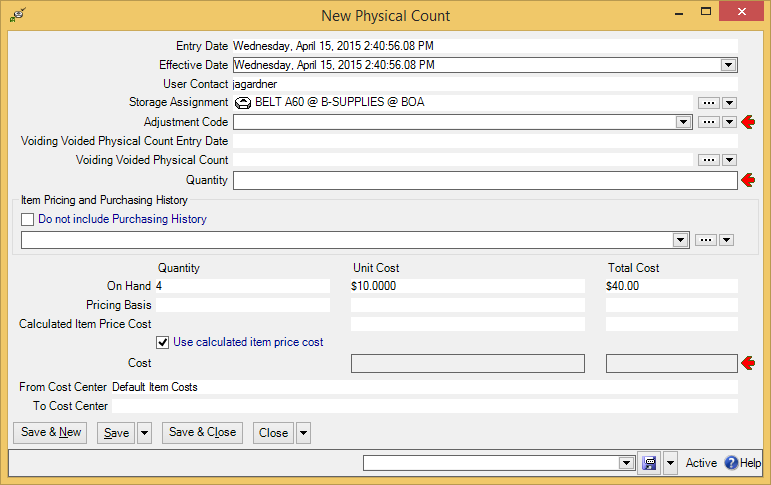 New Physical Count
Entry Date Wednesday, April 15, 2015 2:40:56.08 PM
Effective Date Wednesday, April 15, 2015 2:40:56.08 PM
User Contact jagardner
Storage Assignment BELT A60 @ B-SUPPLIES @ BOA
Adjustment Code
Voiding Voided Physical Count Entry Date
Voiding Voided Physical Count
Quantity
Item Pricing and Purchasing History
Do not include Purchasing History
Quantity Unit Cost Total Cost
On Hand 4 $10.0000 $40.00
Pricing Basis
Calculated Item Price Cost
Use calculated item price cost
Cost
From Cost Center Default Item Costs
To Cost Center
Save & New Save Save & Close Close
Active Help